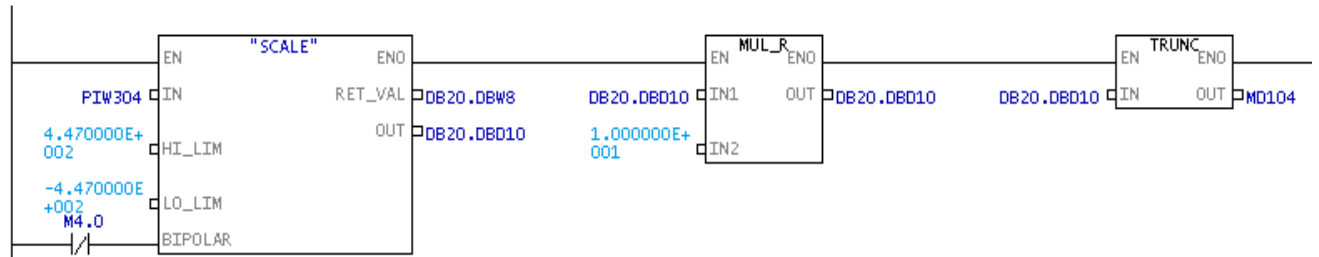 "SCALE"
EN ENO
PIW304 IN RET_VAL DB20.DBW8
4.470000E+
002 HI_LIM OUT DB20.DBD10
-4.470000E
+002 LO_LIM
M4.0
BIPOLAR
MUL_R
EN ENO
DB20.DBD10 IN1 OUT DB20.DBD10
1.000000E+
001 IN2
TRUNC
EN ENO
DB20.DBD10 IN OUT MD104